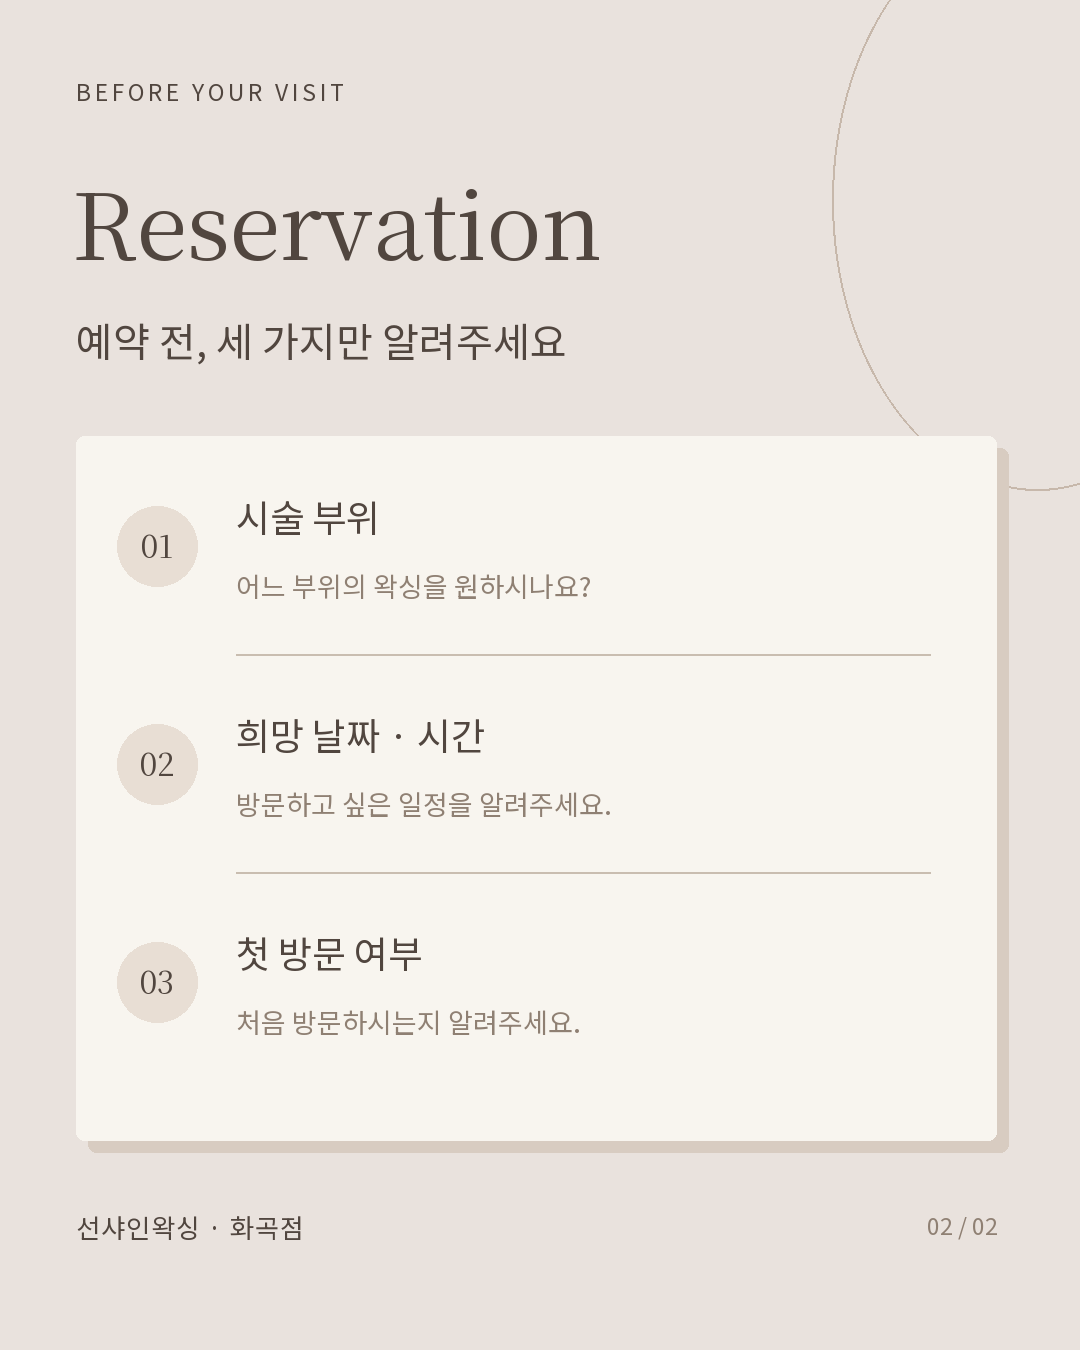 BEFORE YOUR VISIT
Reservation
예약 전, 세 가지만 알려주세요
01
시술 부위
어느 부위의 왁싱을 원하시나요?
02
희망 날짜 · 시간
방문하고 싶은 일정을 알려주세요.
03
첫 방문 여부
처음 방문하시는지 알려주세요.
선샤인왁싱 · 화곡점
02 / 02